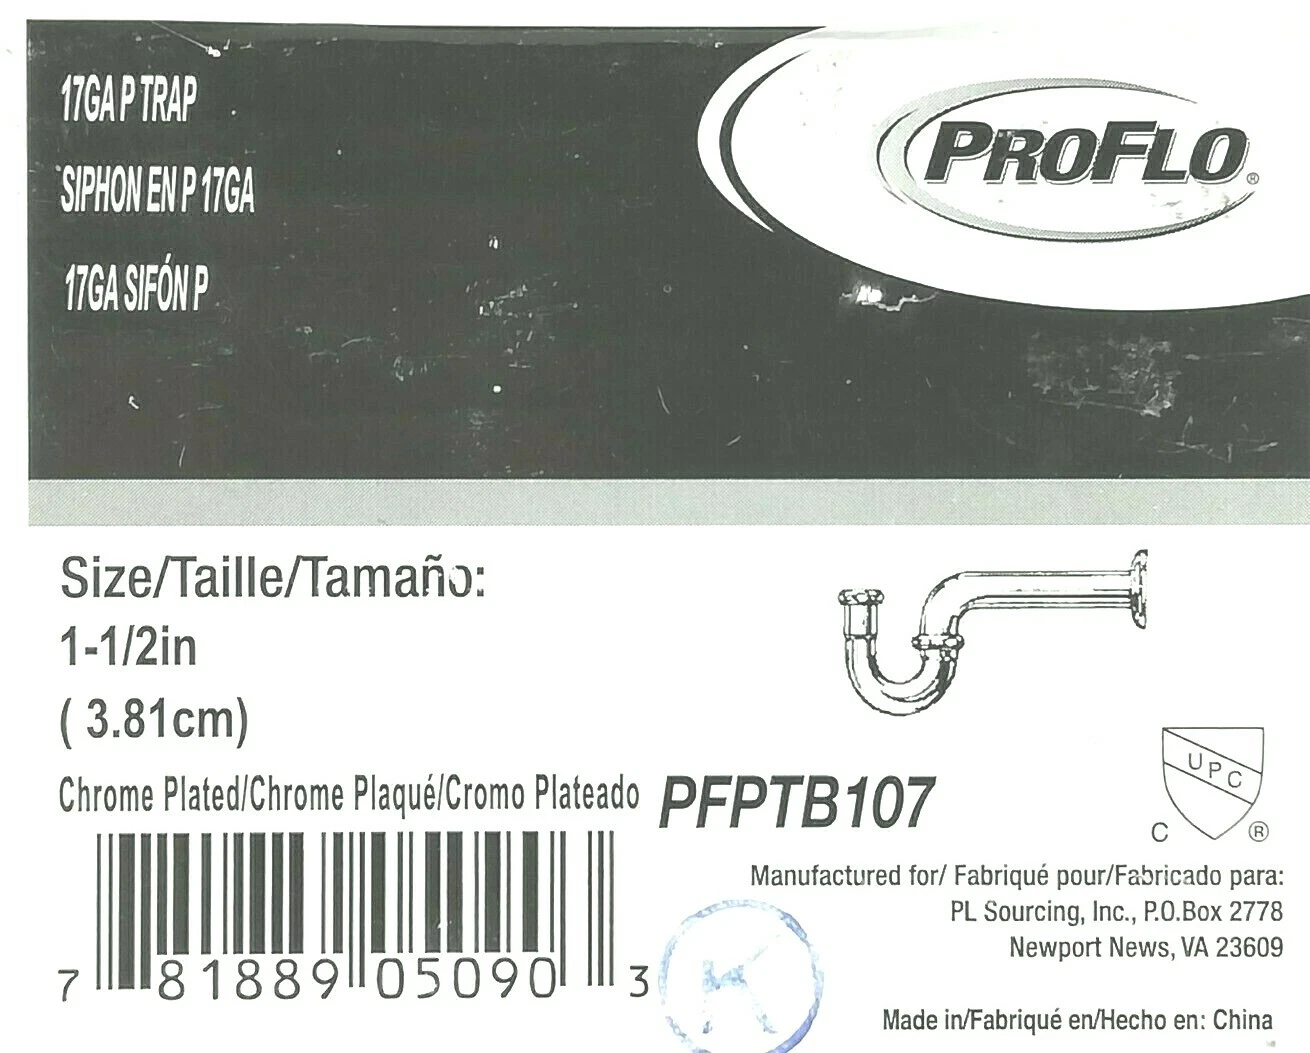 17GA P TRAP
SIPHON EN P 17GA
17GA SIFÓN P
PROFLO®
Size/Taille/Tamaño:
1-1/2in
( 3.81cm)
Chrome Plated/Chrome Plaqué/Cromo Plateado
PFPTB107
UPC
C ®
7 81889 05090 3
Manufactured for/ Fabriqué pour/Fabricado para:
PL Sourcing, Inc., P.O.Box 2778
Newport News, VA 23609
K
Made in/Fabriqué en/Hecho en: China